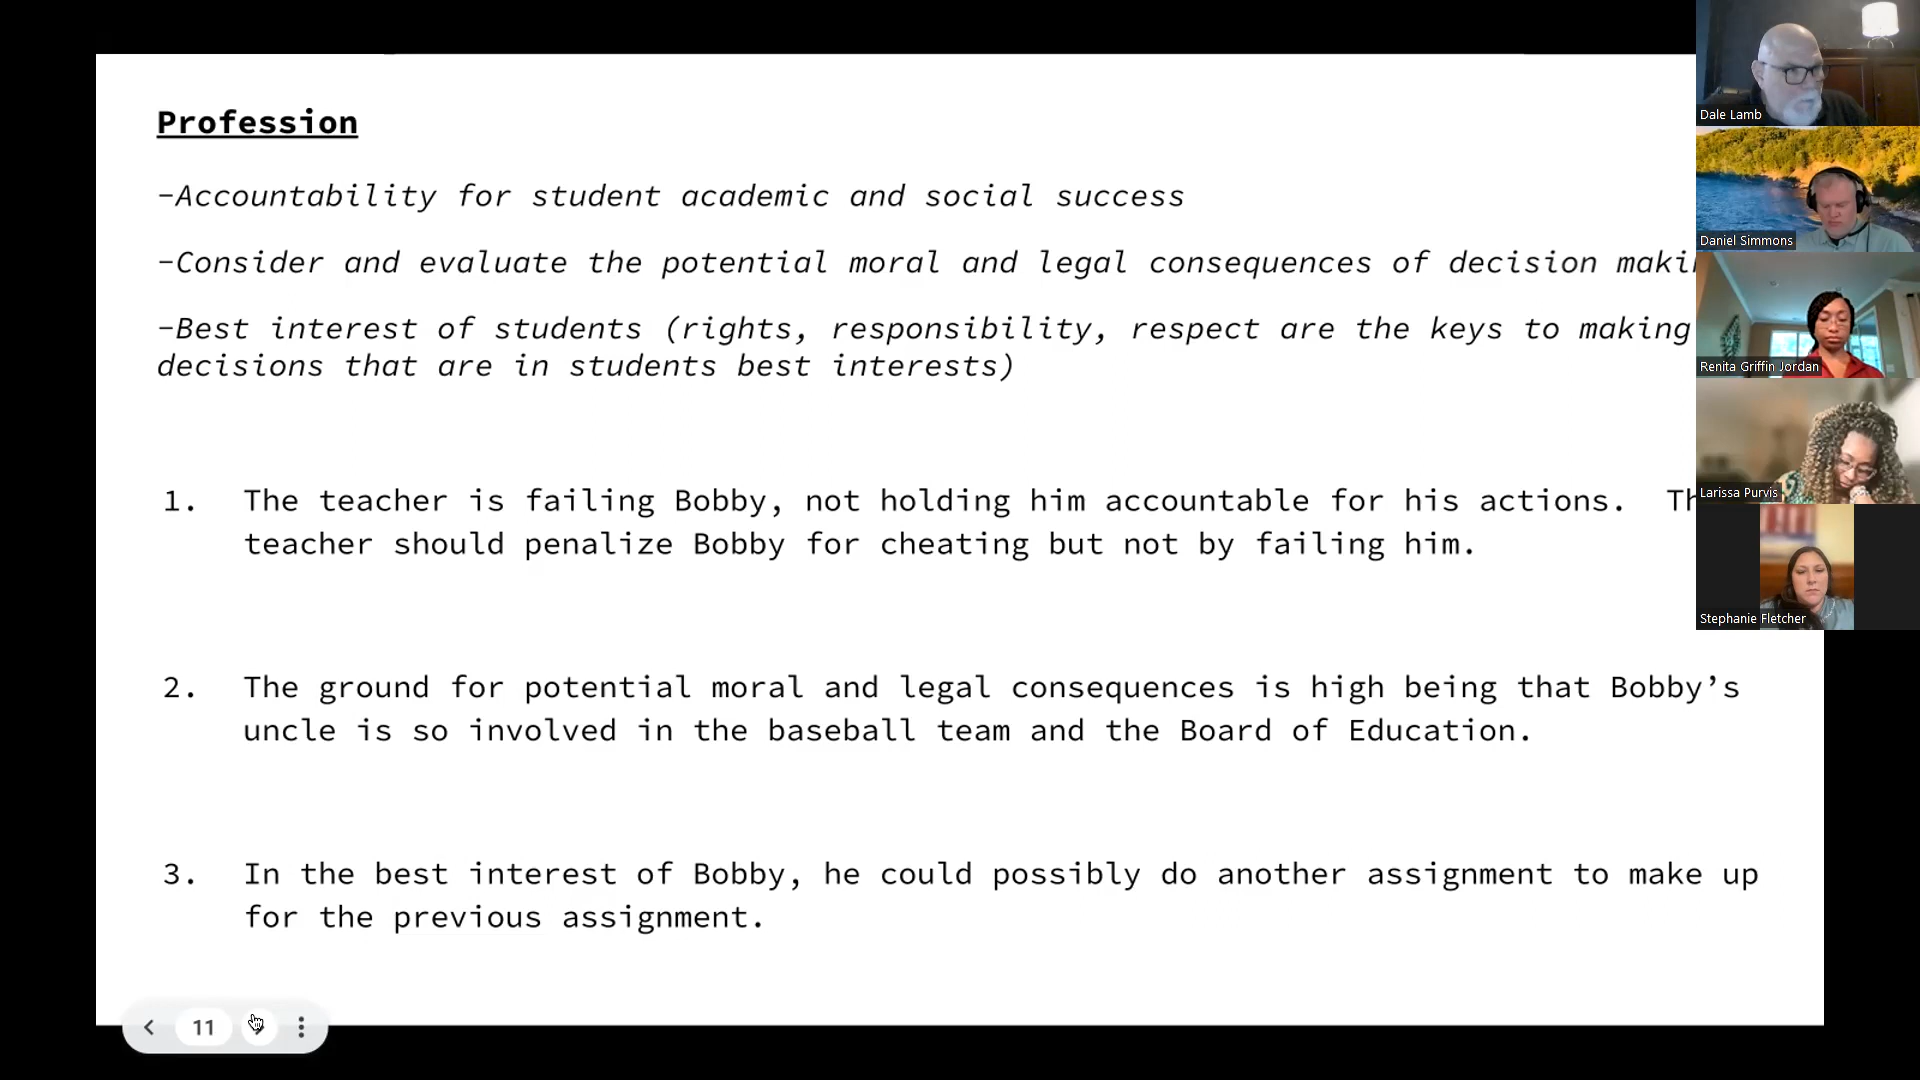 Profession
-Accountability for student academic and social success
-Consider and evaluate the potential moral and legal consequences of decision
-Best interest of students (rights, responsibility, respect are the keys to making
decisions that are in students best interests)
1. The teacher is failing Bobby, not holding him accountable for his actions.
teacher should penalize Bobby for cheating but not by failing him.
2. The ground for potential moral and legal consequences is high being that Bobby’s
uncle is so involved in the baseball team and the Board of Education.
3. In the best interest of Bobby, he could possibly do another assignment to make up
for the previous assignment.
11
Dale Lamb
Daniel Simmons
Renita Griffin Jordan
Larissa Purvis
Stephanie Fletcher